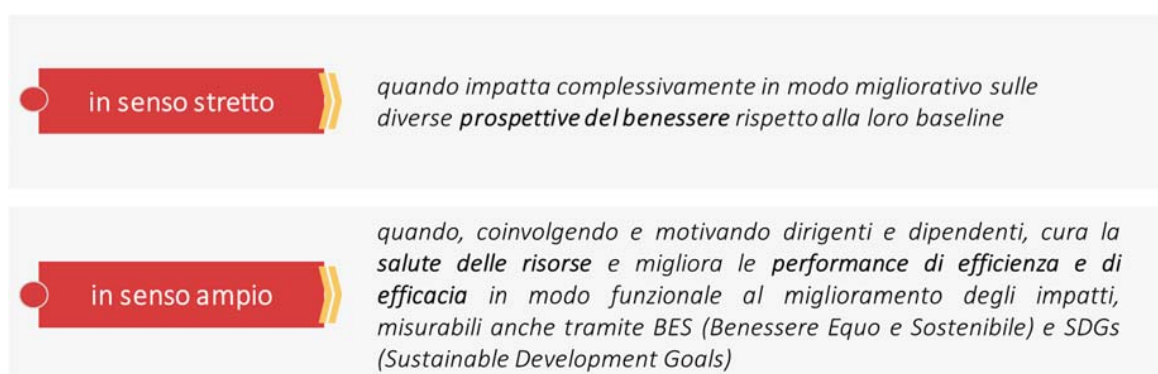 in senso stretto
quando impatta complessivamente in modo migliorativo sulle
diverse prospettive del benessere rispetto alla loro baseline
in senso ampio
quando, coinvolgendo e motivando dirigenti e dipendenti, cura la
salute delle risorse e migliora le performance di efficienza e di
efficacia in modo funzionale al miglioramento degli impatti,
misurabili anche tramite BES (Benessere Equo e Sostenibile) e SDGs
(Sustainable Development Goals)